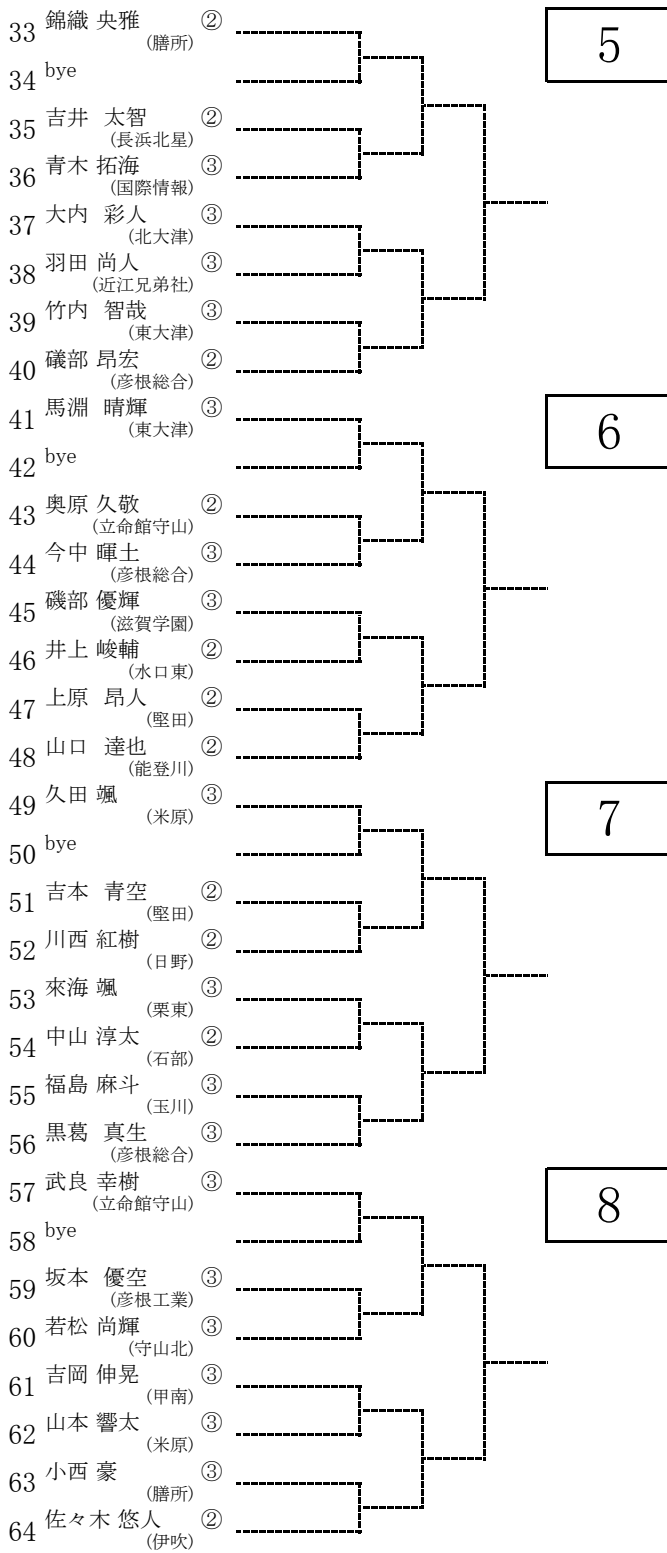 33 錦織 央雅 ②
(膳所)
5
34 bye
35 吉井 太智 ②
(長浜北星)
36 青木 拓海 ③
(国際情報)
37 大内 彩人 ③
(北大津)
38 羽田 尚人 ③
(近江兄弟社)
39 竹内 智哉 ③
(東大津)
40 礒部 昂宏 ②
(彦根総合)
41 馬淵 晴輝 ③
(東大津)
6
42 bye
43 奥原 久敬 ②
(立命館守山)
44 今中 暉土 ③
(彦根総合)
45 磯部 優輝 ③
(滋賀学園)
46 井上 峻輔 ②
(水口東)
47 上原 昂人 ②
(堅田)
48 山口 達也 ②
(能登川)
49 久田 颯 ③
(米原)
7
50 bye
51 吉本 青空 ②
(堅田)
52 川西 紅樹 ②
(日野)
53 來海 颯 ③
(栗東)
54 中山 淳太 ②
(石部)
55 福島 麻斗 ③
(玉川)
56 黒葛 真生 ③
(彦根総合)
57 武良 幸樹 ③
(立命館守山)
8
58 bye
59 坂本 優空 ③
(彦根工業)
60 若松 尚輝 ③
(守山北)
61 吉岡 伸晃 ③
(甲南)
62 山本 響太 ③
(米原)
63 小西 豪 ③
(膳所)
64 佐々木 悠人 ②
(伊吹)